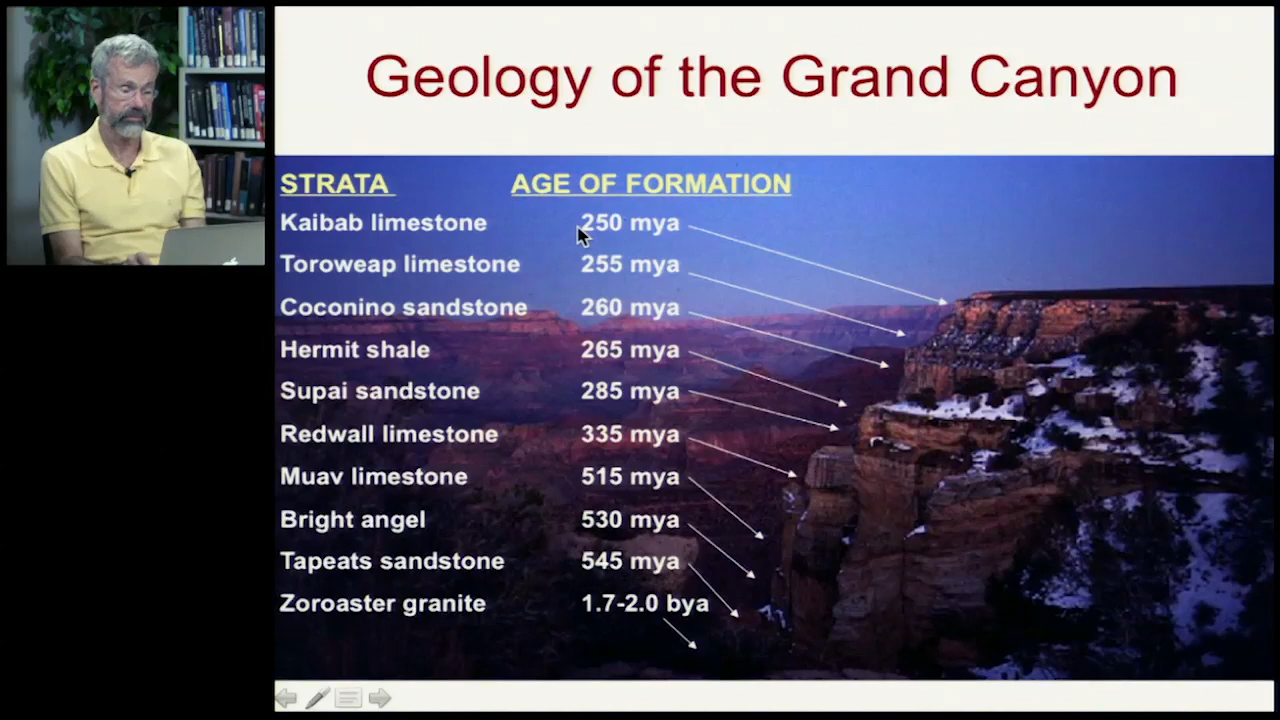 Geology of the Grand Canyon
STRATA AGE OF FORMATION
Kaibab limestone 250 mya
Toroweap limestone 255 mya
Coconino sandstone 260 mya
Hermit shale 265 mya
Supai sandstone 285 mya
Redwall limestone 335 mya
Muav limestone 515 mya
Bright angel 530 mya
Tapeats sandstone 545 mya
Zoroaster granite 1.7-2.0 bya